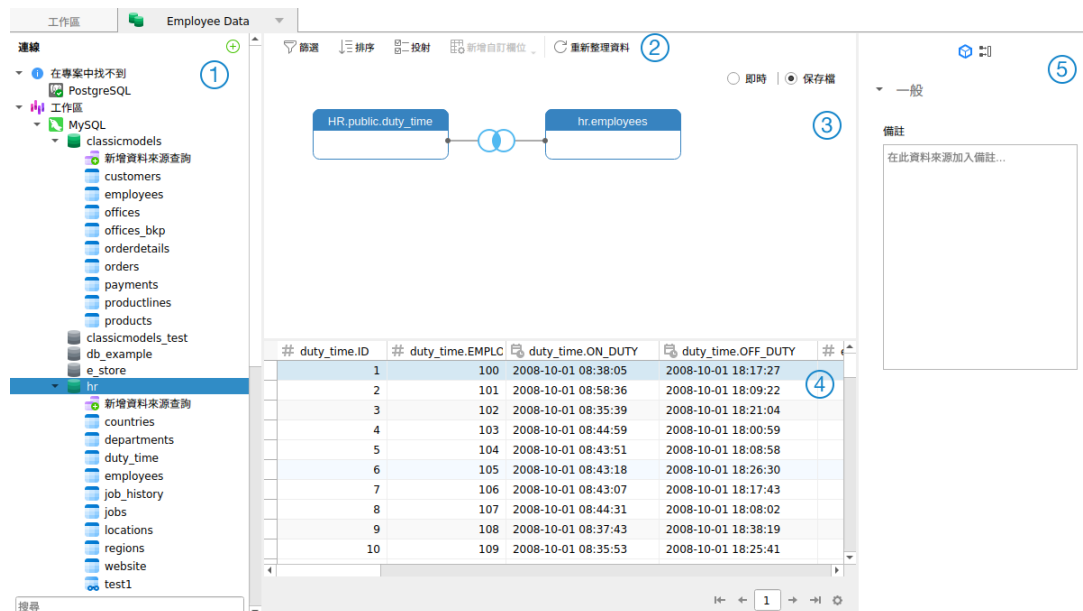 工作區
Employee Data
連線
在專案中找不到
PostgreSQL
工作區
MySQL
classicmodels
新增資料來源查詢
customers
employees
offices
offices_bkp
orderdetails
orders
payments
productlines
products
classicmodels_test
db_example
e_store
hr
新增資料來源查詢
countries
departments
duty_time
employees
job_history
jobs
locations
regions
website
test1
搜尋
1
篩選 排序 投射 新增自訂欄位 重新整理資料
2
即時 保存檔
HR.public.duty_time
hr.employees
3
# duty_time.ID # duty_time.EMPLC duty_time.ON_DUTY duty_time.OFF_DUTY #
1 100 2008-10-01 08:38:05 2008-10-01 18:17:27
2 101 2008-10-01 08:58:36 2008-10-01 18:09:22
3 102 2008-10-01 08:35:39 2008-10-01 18:21:04
4 103 2008-10-01 08:44:59 2008-10-01 18:00:59
5 104 2008-10-01 08:43:51 2008-10-01 18:08:58
6 105 2008-10-01 08:43:18 2008-10-01 18:26:30
7 106 2008-10-01 08:43:07 2008-10-01 18:17:43
8 107 2008-10-01 08:44:31 2008-10-01 18:08:02
9 108 2008-10-01 08:37:43 2008-10-01 18:38:19
10 109 2008-10-01 08:35:53 2008-10-01 18:25:41
4
1
5
一般
備註
在此資料來源加入備註...